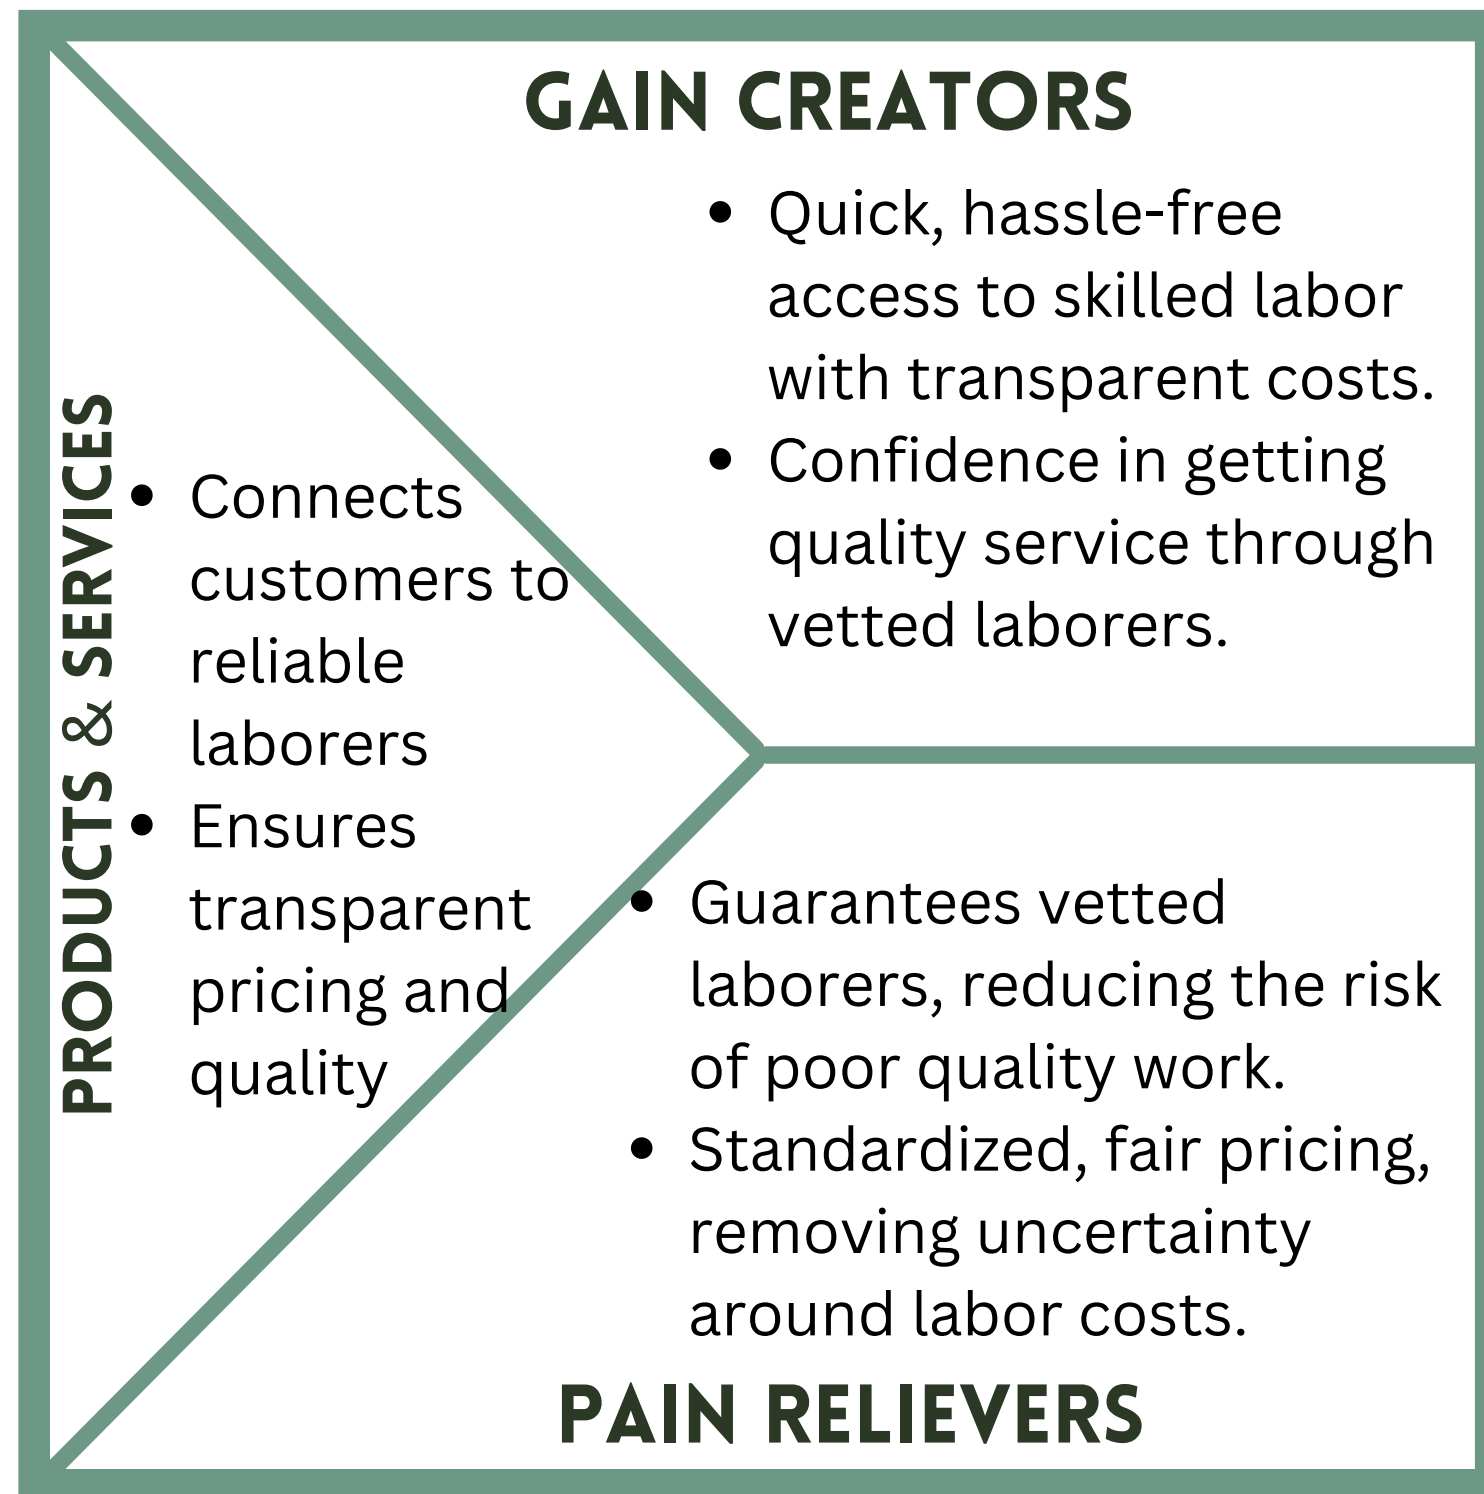 GAIN CREATORS
• Quick, hassle-free
access to skilled labor
with transparent costs.
• Confidence in getting
quality service through
vetted laborers.
PRODUCTS & SERVICES
• Connects
customers to
reliable
laborers
• Ensures
transparent
pricing and
quality
• Guarantees vetted
laborers, reducing the risk
of poor quality work.
• Standardized, fair pricing,
removing uncertainty
around labor costs.
PAIN RELIEVERS